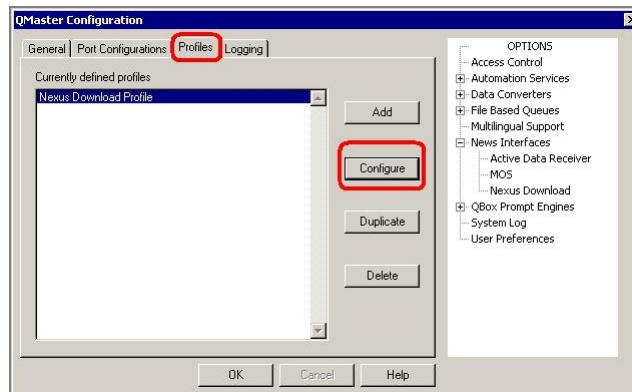 QMaster Configuration
General
Port Configurations
Profiles
Logging
Currently defined profiles
Nexus Download Profile
Add
Configure
Duplicate
Delete
OK
Cancel
Help
OPTIONS
Access Control
Automation Services
Data Converters
File Based Queues
Multilingual Support
News Interfaces
Active Data Receiver
MOS
Nexus Download
QBox Prompt Engines
System Log
User Preferences